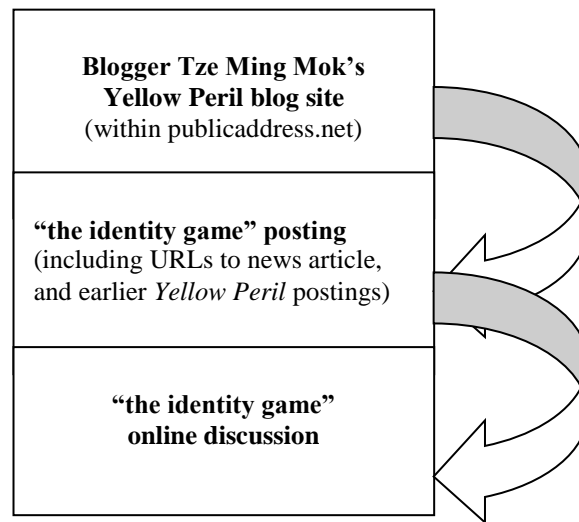 Blogger Tze Ming Mok’s
Yellow Peril blog site
(within publicaddress.net)
“the identity game” posting
(including URLs to news article,
and earlier Yellow Peril postings)
“the identity game”
online discussion